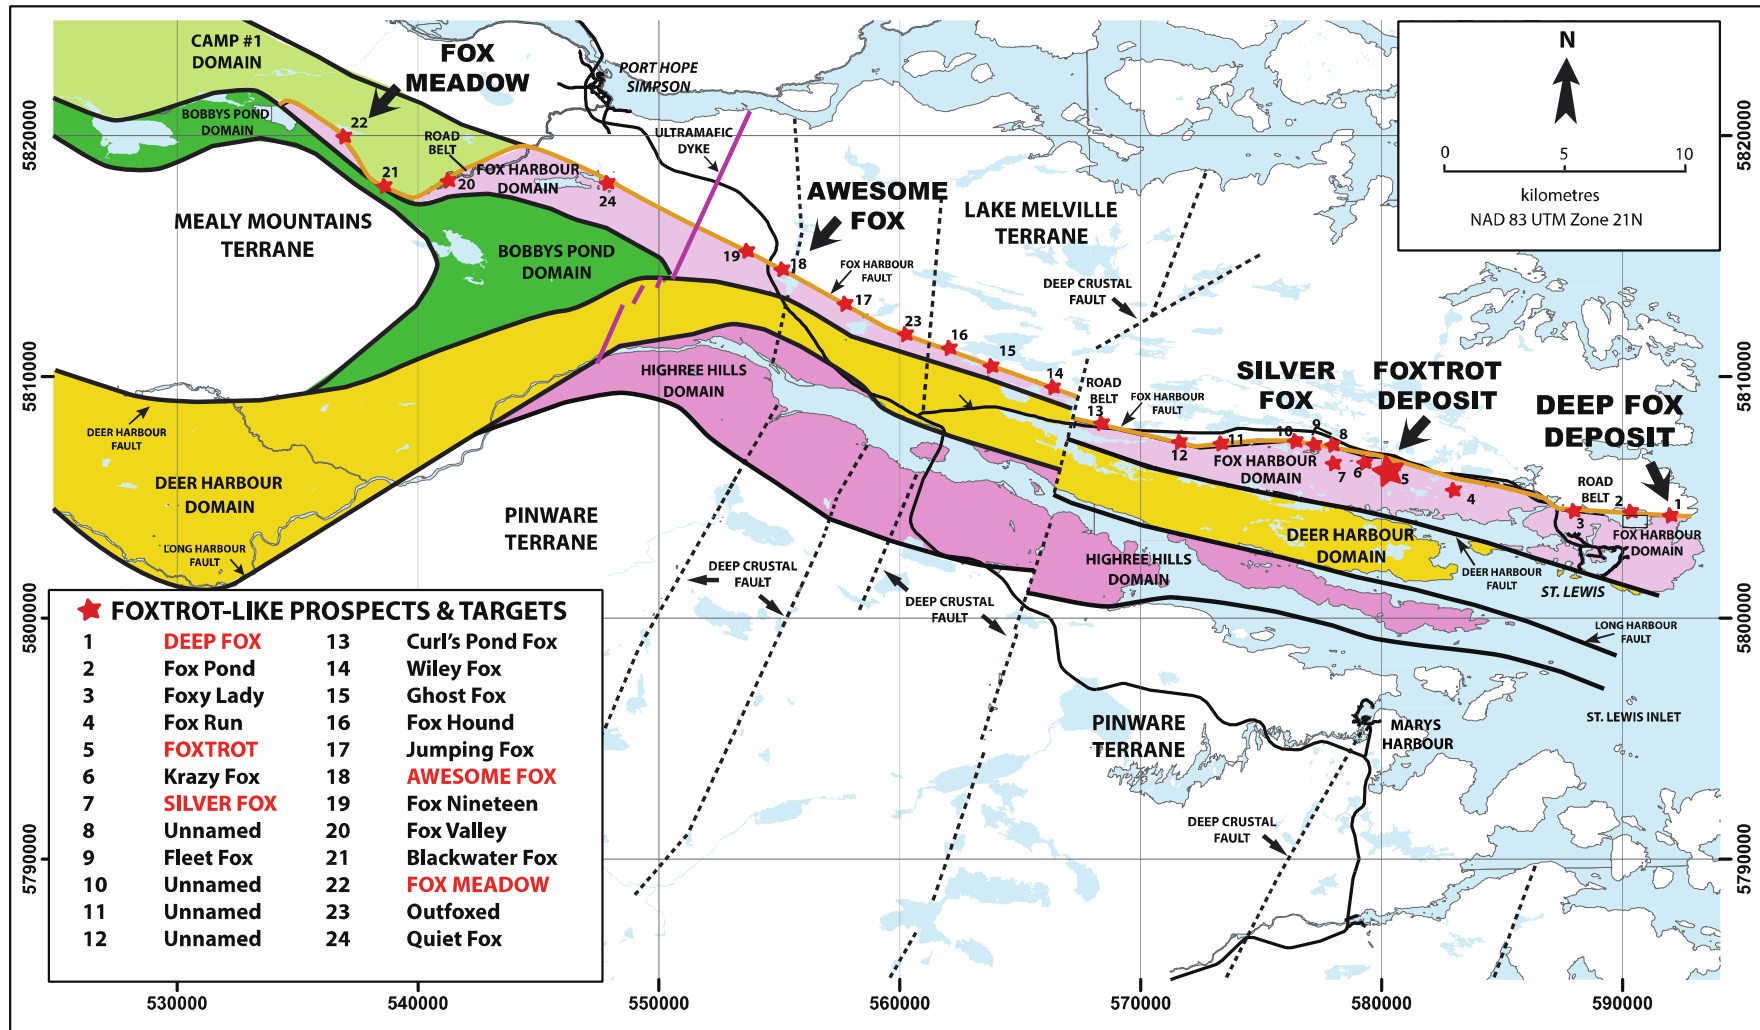 CAMP #1
DOMAIN
FOX
MEADOW
PORT HOPE
SIMPSON
N
0
5
10
kilometres
NAD 83 UTM Zone 21N
5820000
5820000
BOBBYS POND
DOMAIN
22
ROAD
BELT
ULTRAMAFIC
DYKE
21
20
FOX HARBOUR
DOMAIN
24
AWESOME
FOX
LAKE MELVILLE
TERRANE
MEALY MOUNTAINS
TERRANE
BOBBYS POND
DOMAIN
19
18
FOX HARBOUR
FAULT
17
DEEP CRUSTAL
FAULT
23
16
15
14
5810000
5810000
HIGHREE HILLS
DOMAIN
ROAD
BELT
13
FOX HARBOUR
FAULT
SILVER
FOX
FOXTROT
DEPOSIT
DEEP FOX
DEPOSIT
DEER HARBOUR
FAULT
12
11
10
9
8
FOX HARBOUR
DOMAIN
7
6
5
4
ROAD
BELT
3
2
1
FOX HARBOUR
DOMAIN
DEER HARBOUR
DOMAIN
PINWARE
TERRANE
LONG HARBOUR
FAULT
DEER HARBOUR
DOMAIN
HIGHREE HILLS
DOMAIN
DEER HARBOUR
FAULT
ST. LEWIS
DEEP CRUSTAL
FAULT
DEEP CRUSTAL
FAULT
LONG HARBOUR
FAULT
5800000
5800000
PINWARE
TERRANE
MARYS
HARBOUR
ST. LEWIS INLET
DEEP CRUSTAL
FAULT
5790000
5790000
FOXTROT-LIKE PROSPECTS & TARGETS
1 DEEP FOX 13 Curl's Pond Fox
2 Fox Pond 14 Wiley Fox
3 Foxy Lady 15 Ghost Fox
4 Fox Run 16 Fox Hound
5 FOXTROT 17 Jumping Fox
6 Krazy Fox 18 AWESOME FOX
7 SILVER FOX 19 Fox Nineteen
8 Unnamed 20 Fox Valley
9 Fleet Fox 21 Blackwater Fox
10 Unnamed 22 FOX MEADOW
11 Unnamed 23 Outfoxed
12 Unnamed 24 Quiet Fox
530000
540000
550000
560000
570000
580000
590000